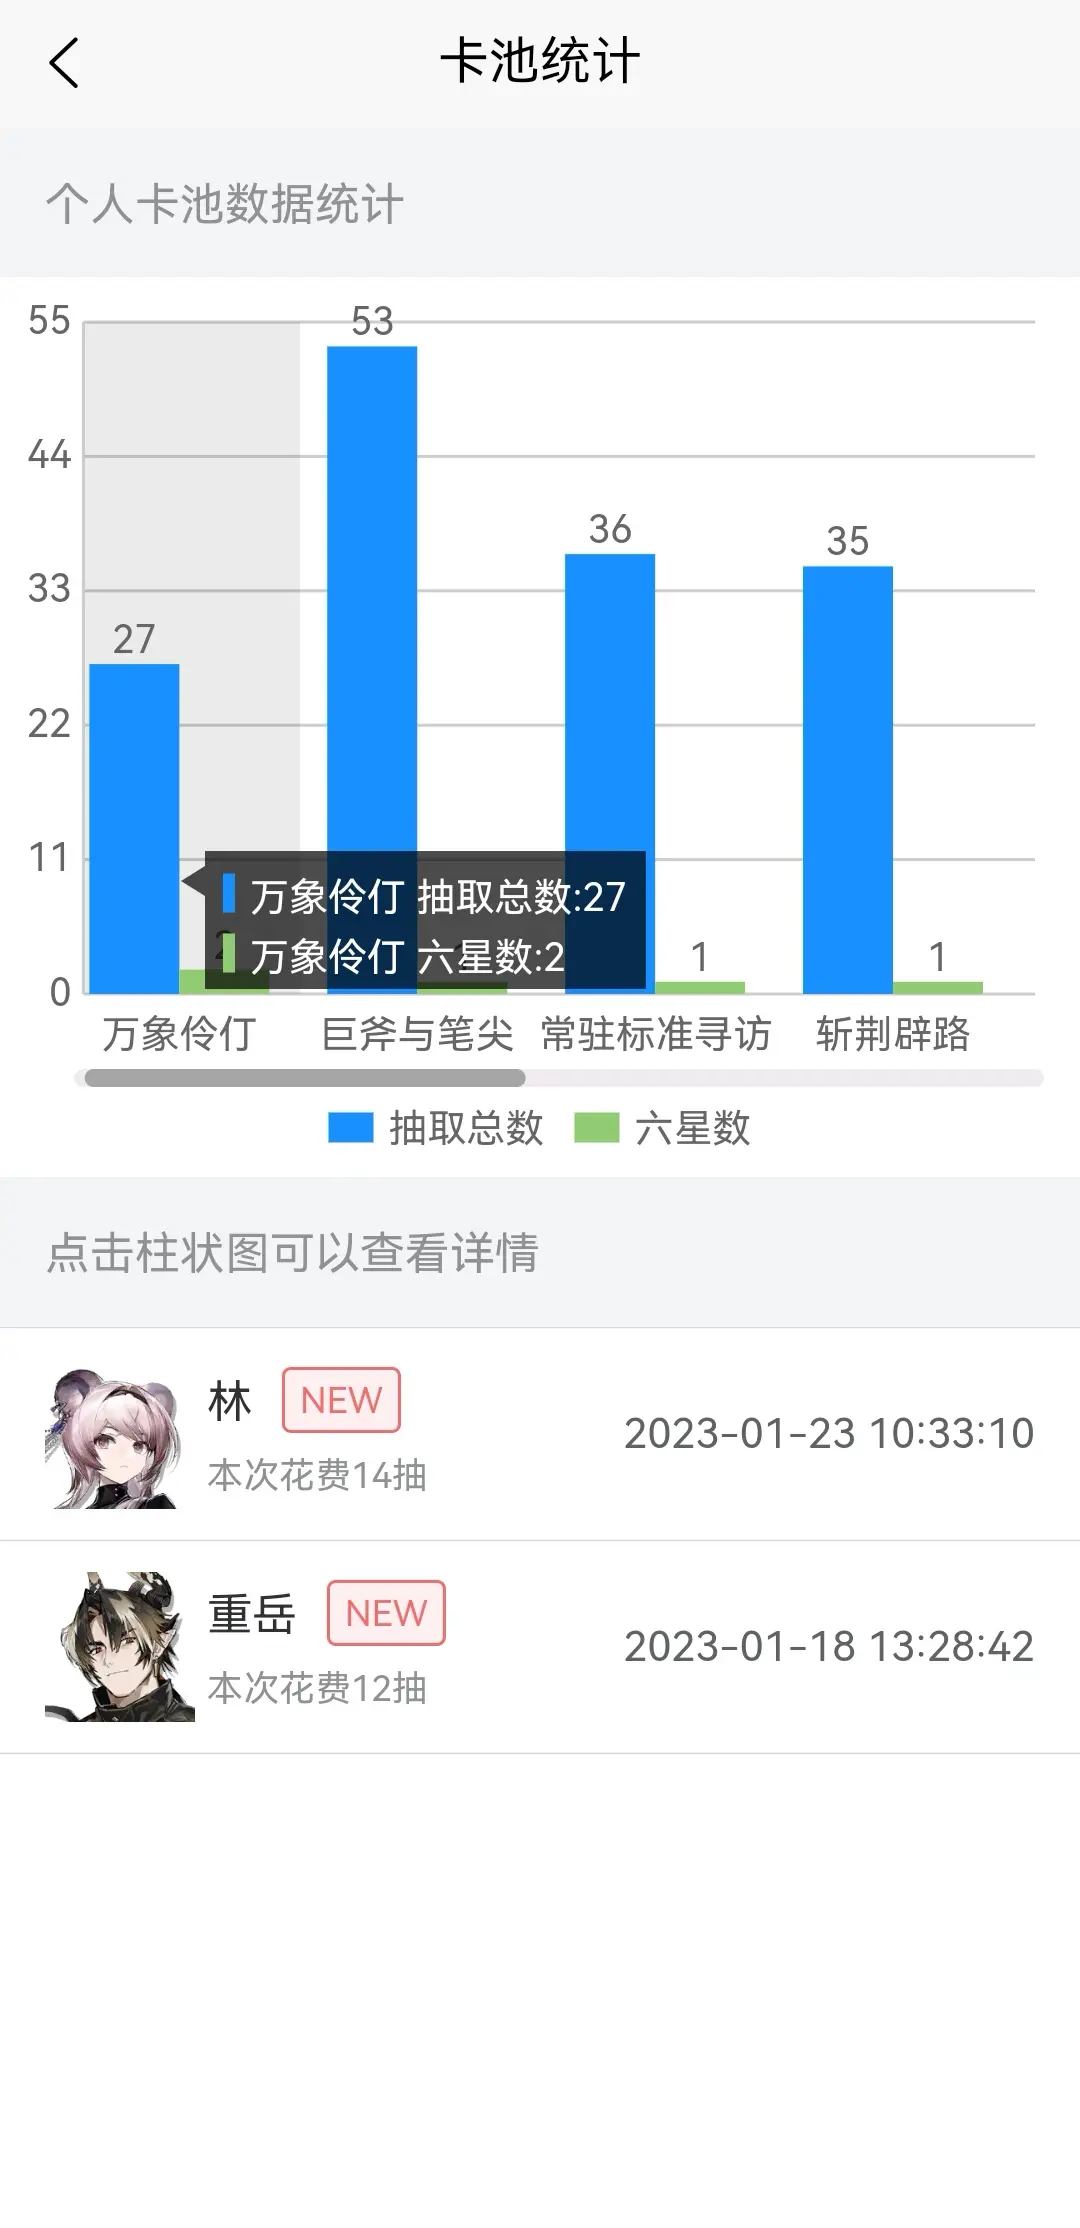 卡池统计
个人卡池数据统计
55
53
44
36
35
33
27
22
11
万象伶仃 抽取总数:27
万象伶仃 六星数:2
2
1
1
0
万象伶仃 巨斧与笔尖 常驻标准寻访 斩荆辟路
抽取总数 六星数
点击柱状图可以查看详情
林 NEW
本次花费14抽
2023-01-23 10:33:10
重岳 NEW
本次花费12抽
2023-01-18 13:28:42